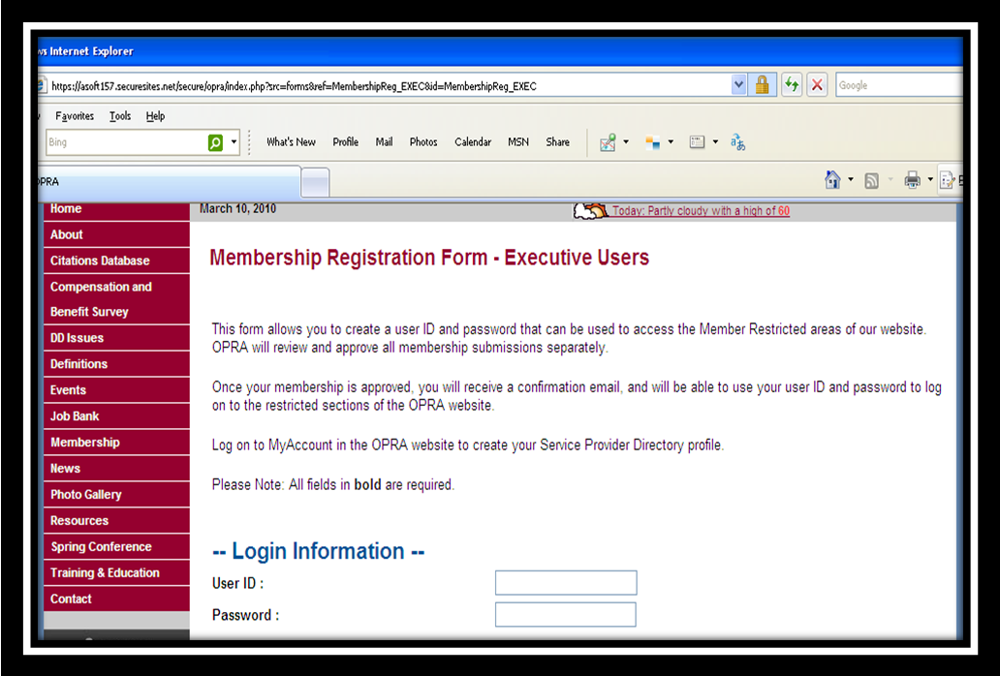 ws Internet Explorer
https://asoft157.securesites.net/secure/opra/index.php?src=forms&ref=MembershipReg_EXEC&id=MembershipReg_EXEC
Google
Favorites Tools Help
Bing
What's New Profile Mail Photos Calendar MSN Share
OPRA
Home
March 10, 2010
Today: Partly cloudy with a high of 60
About
Citations Database
Compensation and
Benefit Survey
DD Issues
Definitions
Events
Job Bank
Membership
News
Photo Gallery
Resources
Spring Conference
Training & Education
Contact
Membership Registration Form - Executive Users
This form allows you to create a user ID and password that can be used to access the Member Restricted areas of our website.
OPRA will review and approve all membership submissions separately.
Once your membership is approved, you will receive a confirmation email, and will be able to use your user ID and password to log
on to the restricted sections of the OPRA website.
Log on to MyAccount in the OPRA website to create your Service Provider Directory profile.
Please Note: All fields in bold are required.
-- Login Information --
User ID :
Password :